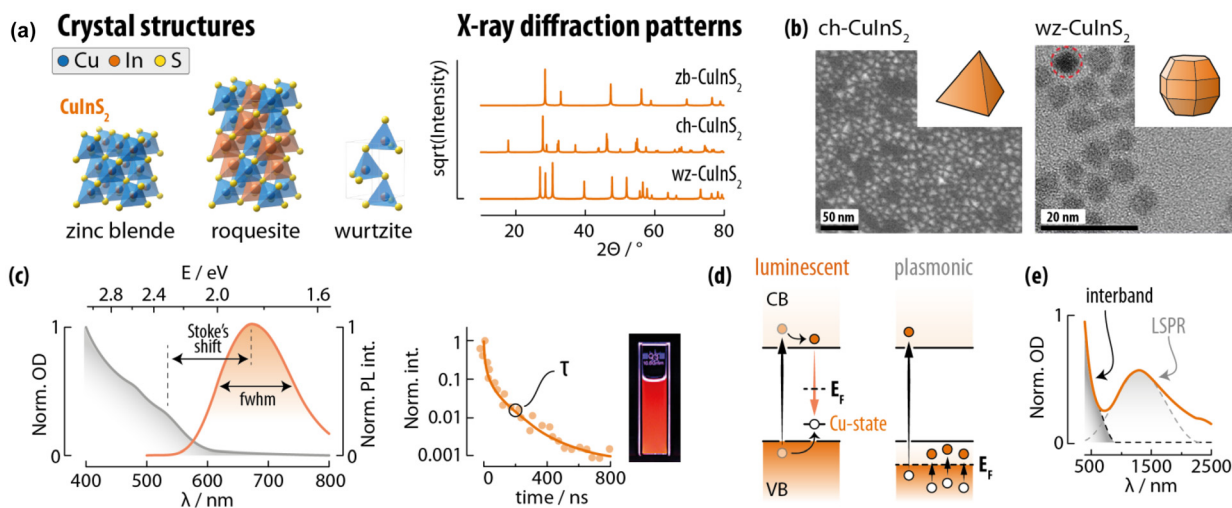 (a) Crystal structures
Cu In S
CuInS2
zinc blende
roquesite
wurtzite
X-ray diffraction patterns
sqrt(Intensity)
zb-CuInS2
ch-CuInS2
wz-CuInS2
20 40 60 80
2Θ / °
(b) ch-CuInS2
50 nm
wz-CuInS2
20 nm
(c)
E / eV
2.8 2.4 2.0 1.6
Norm. OD
1
0
Stoke's
shift
fwhm
1
0
Norm. PL int.
400 500 600 700 800
λ / nm
Norm. int.
1
0.1
0.01
0.001
τ
0 400 800
time / ns
(d) luminescent
plasmonic
CB
EF
Cu-state
VB
EF
(e)
interband
LSPR
Norm. OD
1
0
500 1500 2500
λ / nm